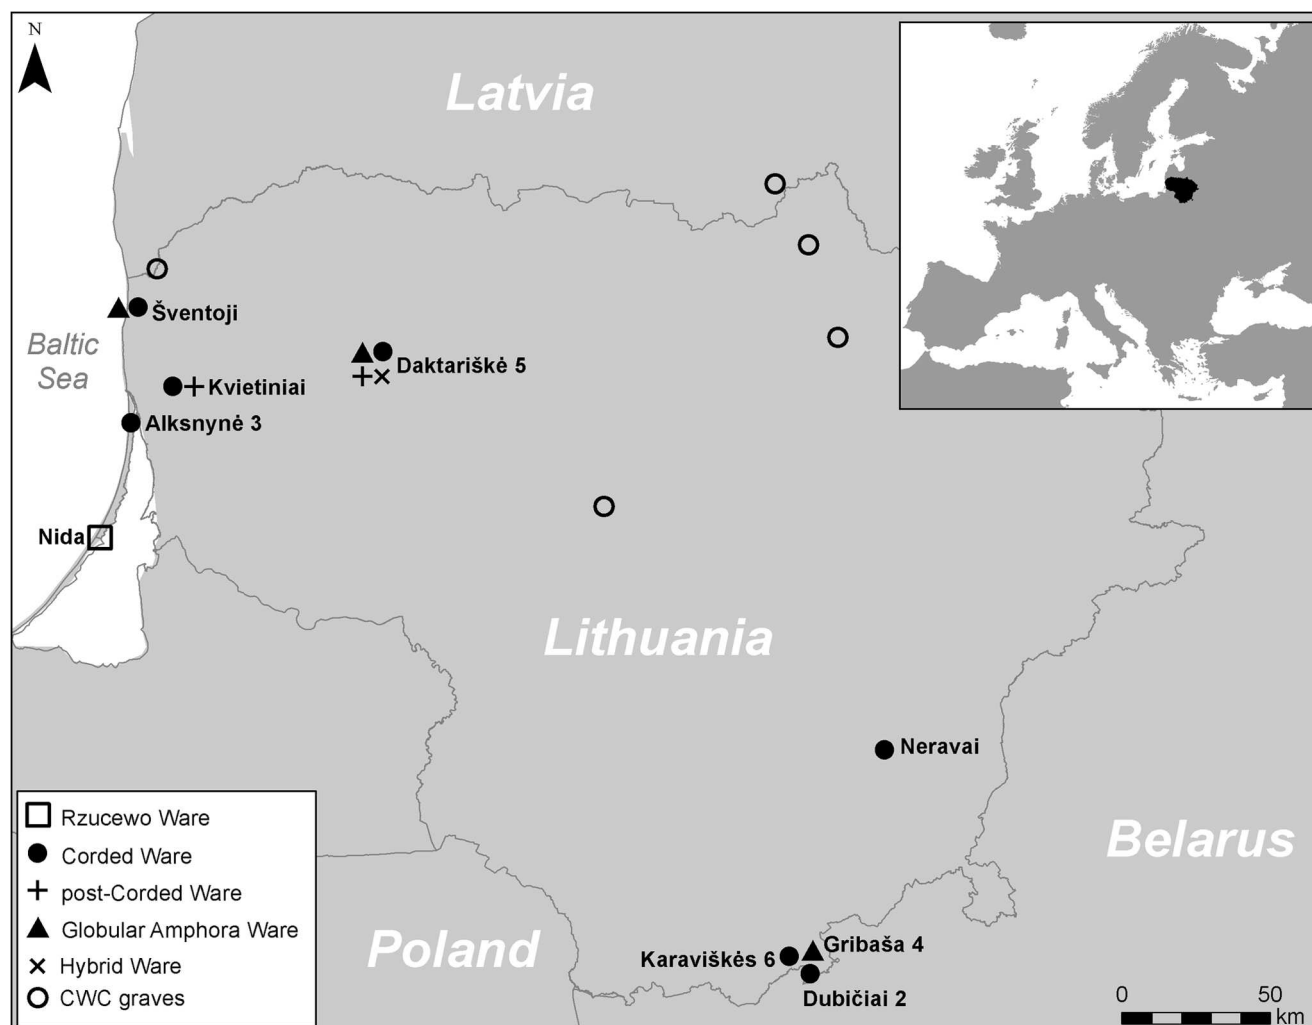 N
Latvia
Šventoji
Baltic
Sea
Daktariškė 5
Kvietiniai
Alksnynė 3
Nida
Lithuania
Neravai
Belarus
Poland
Gribaša 4
Karaviškės 6
Dubičiai 2
Rzucewo Ware
Corded Ware
post-Corded Ware
Globular Amphora Ware
Hybrid Ware
CWC graves
0 50
km